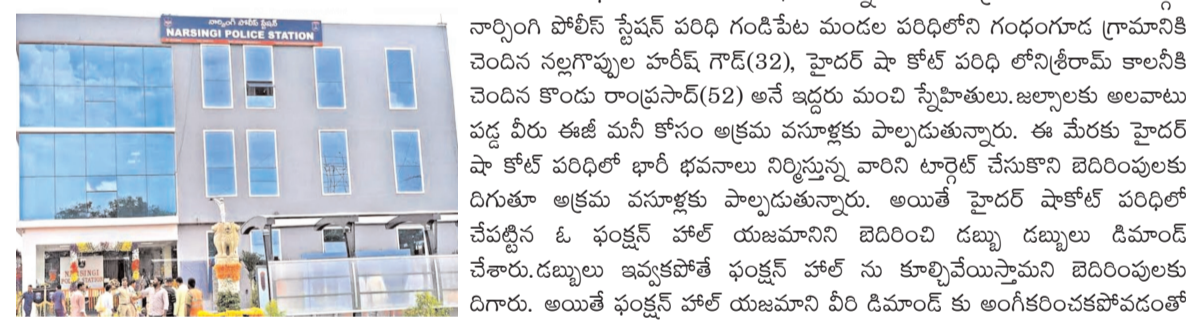 నార్సింగి పోలీస్ స్టేషన్
NARSINGI POLICE STATION
NARSINGI
POLICE STATION
నార్సింగి పోలీస్ స్టేషన్ పరిధి గండిపేట మండల పరిధిలోని గంధంగూడ గ్రామానికి
చెందిన నల్లగొప్పుల హరీష్ గౌడ్(32), హైదర్ షా కోట్ పరిధి లోనిశ్రీరామ్ కాలనీకి
చెందిన కొండు రాంప్రసాద్(52) అనే ఇద్దరు మంచి స్నేహితులు.జల్సాలకు అలవాటు
పడ్డ వీరు ఈజీ మనీ కోసం అక్రమ వసూళ్లకు పాల్పడుతున్నారు. ఈ మేరకు హైదర్
షా కోట్ పరిధిలో భారీ భవనాలు నిర్మిస్తున్న వారిని టార్గెట్ చేసుకొని బెదిరింపులకు
దిగుతూ అక్రమ వసూళ్లకు పాల్పడుతున్నారు. అయితే హైదర్ షాకోట్ పరిధిలో
చేపట్టిన ఓ ఫంక్షన్ హాల్ యజమానిని బెదిరించి డబ్బు డబ్బులు డిమాండ్
చేశారు.డబ్బులు ఇవ్వకపోతే ఫంక్షన్ హాల్ ను కూల్చివేయిస్తామని బెదిరింపులకు
దిగారు. అయితే ఫంక్షన్ హాల్ యజమాని వీరి డిమాండ్ కు అంగీకరించకపోవడంతో